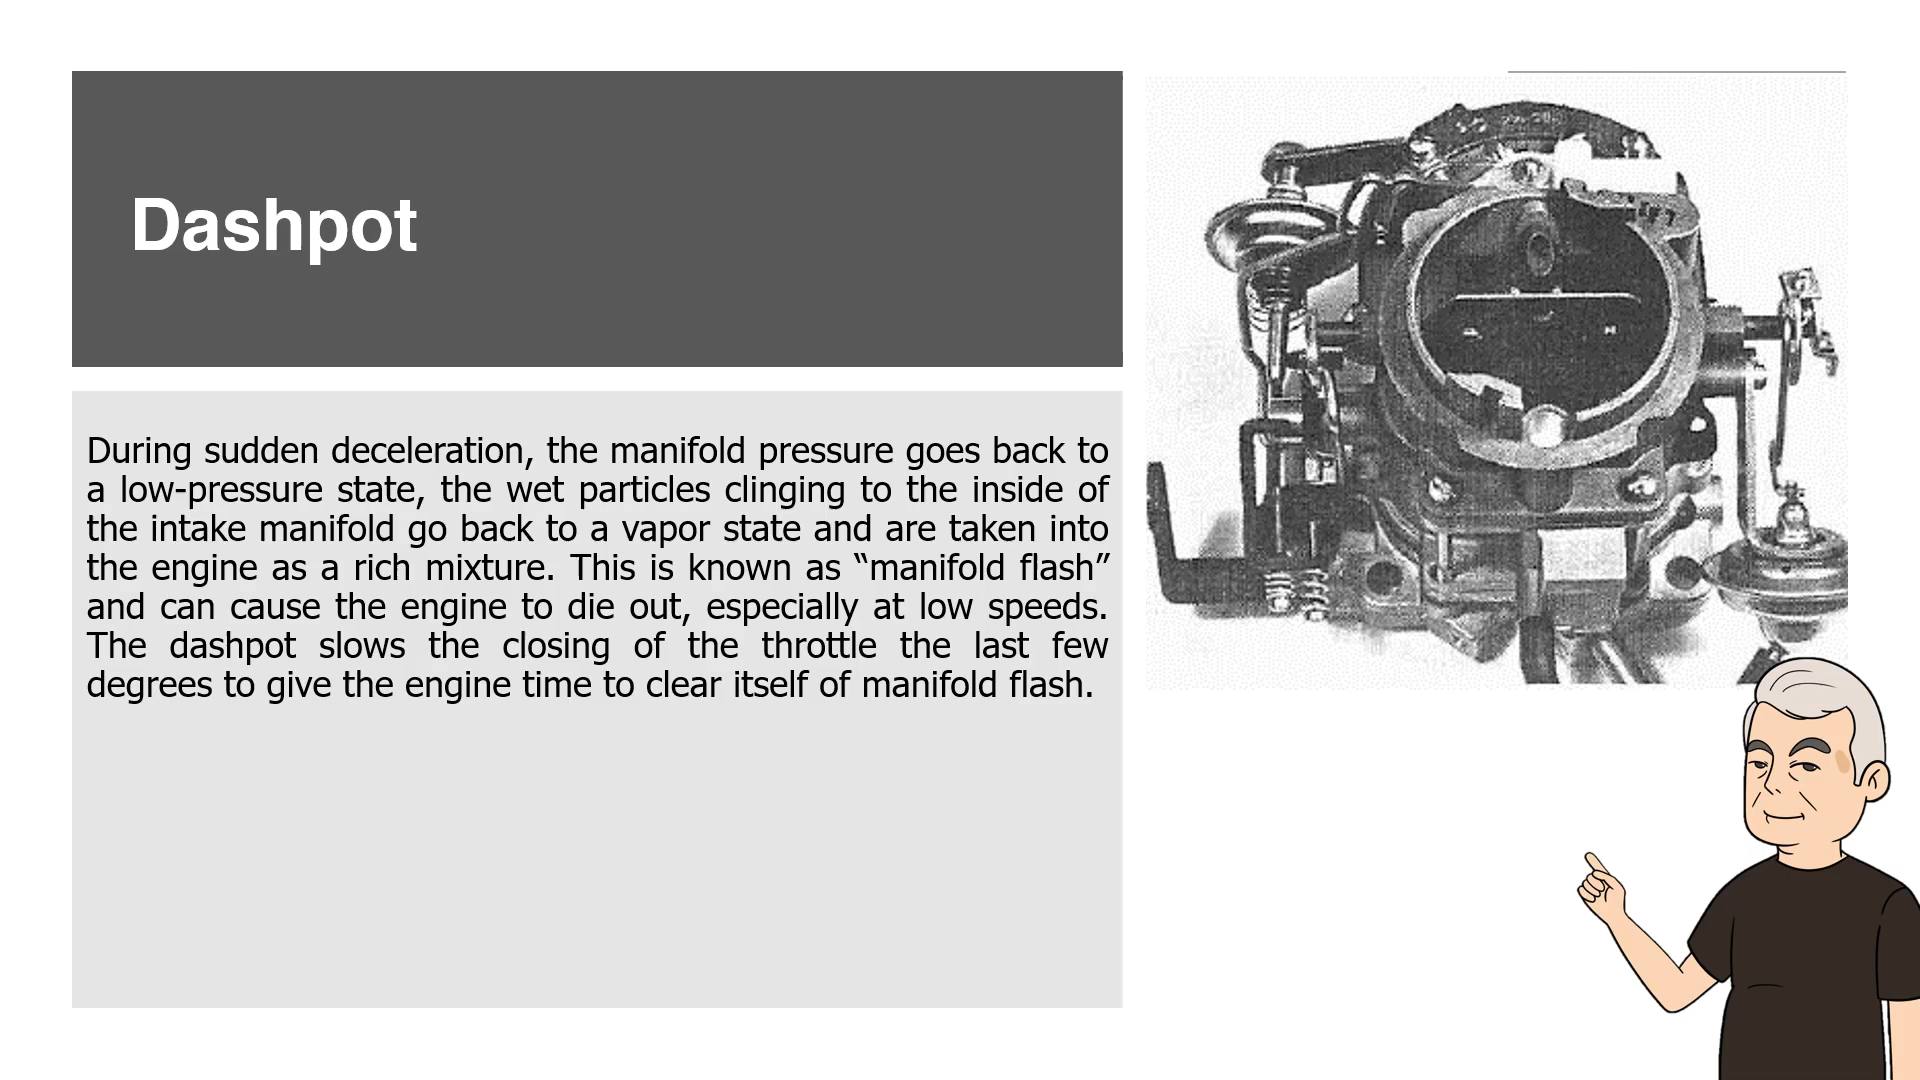 Dashpot
During sudden deceleration, the manifold pressure goes back to
a low-pressure state, the wet particles clinging to the inside of
the intake manifold go back to a vapor state and are taken into
the engine as a rich mixture. This is known as “manifold flash”
and can cause the engine to die out, especially at low speeds.
The dashpot slows the closing of the throttle the last few
degrees to give the engine time to clear itself of manifold flash.